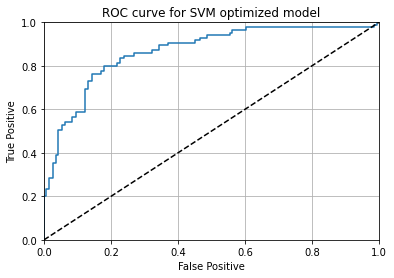 ROC curve for SVM optimized model
1.0
0.8
0.6
0.4
0.2
0.0
True Positive
0.0 0.2 0.4 0.6 0.8 1.0
False Positive